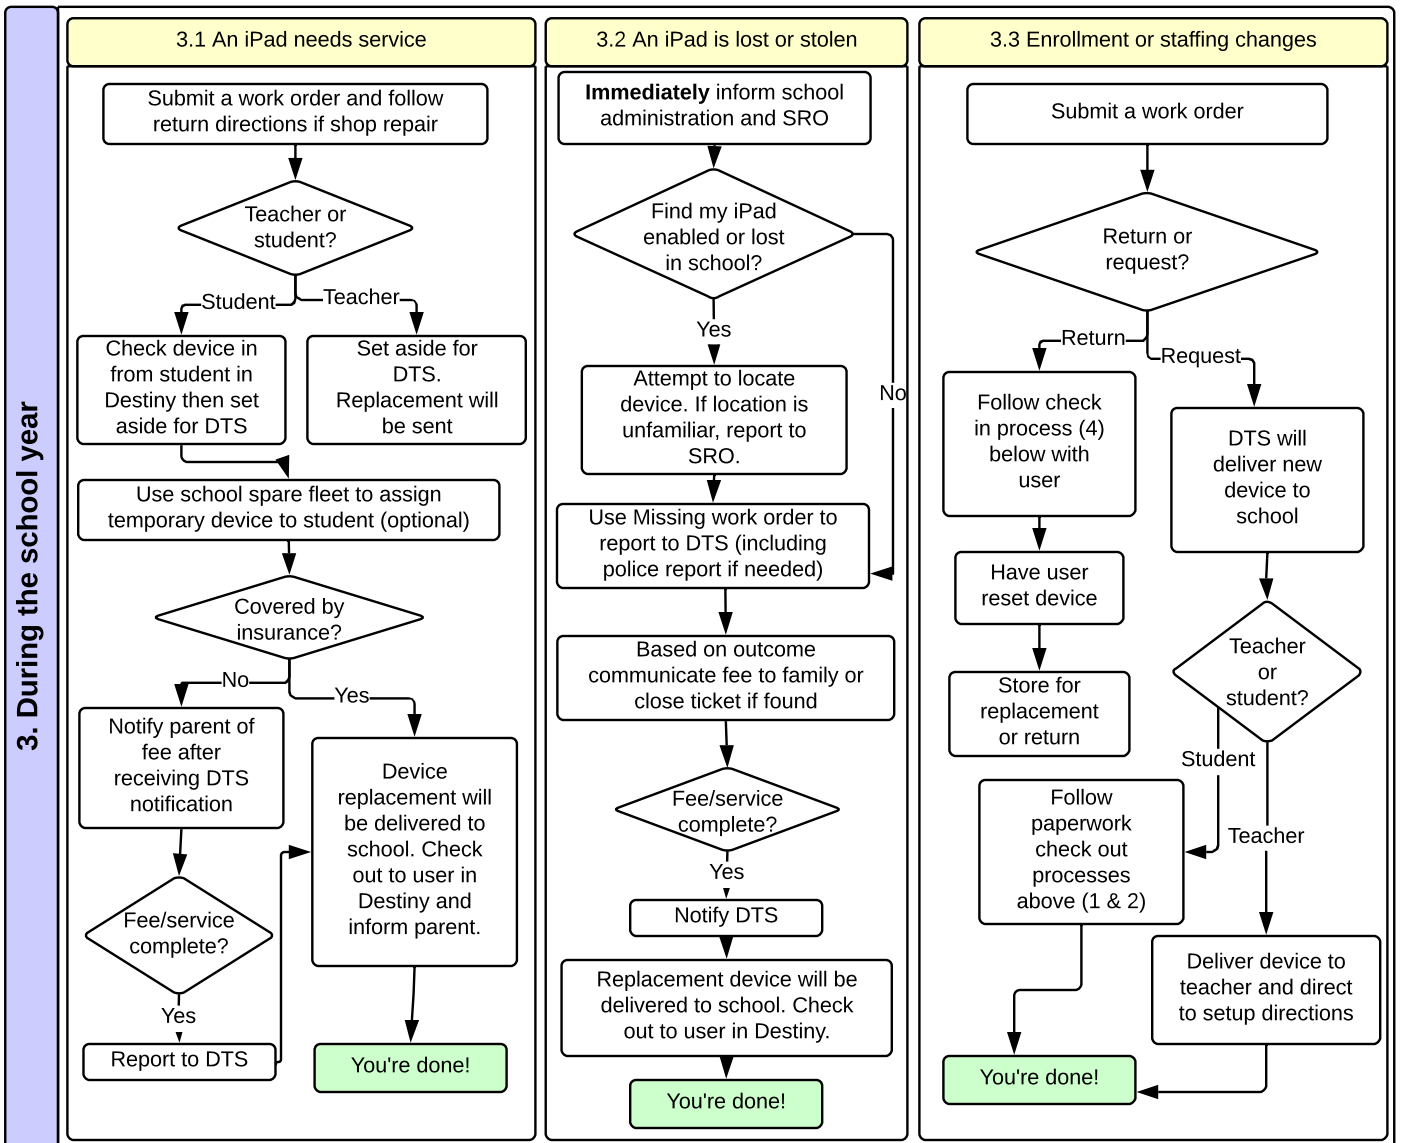 3. During the school year
3.1 An iPad needs service
Submit a work order and follow
return directions if shop repair
Teacher or
student?
Student
Teacher
Check device in
from student in
Destiny then set
aside for DTS
Set aside for
DTS.
Replacement will
be sent
Use school spare fleet to assign
temporary device to student (optional)
Covered by
insurance?
No
Yes
Notify parent of
fee after
receiving DTS
notification
Device
replacement will
be delivered to
school. Check
out to user in
Destiny and
inform parent.
Fee/service
complete?
Yes
Report to DTS
You're done!
3.2 An iPad is lost or stolen
Immediately inform school
administration and SRO
Find my iPad
enabled or lost
in school?
Yes
No
Attempt to locate
device. If location is
unfamiliar, report to
SRO.
Use Missing work order to
report to DTS (including
police report if needed)
Based on outcome
communicate fee to family or
close ticket if found
Fee/service
complete?
Yes
Notify DTS
Replacement device will be
delivered to school. Check
out to user in Destiny.
You're done!
3.3 Enrollment or staffing changes
Submit a work order
Return or
request?
Return
Request
Follow check
in process (4)
below with
user
DTS will
deliver new
device to
school
Have user
reset device
Store for
replacement
or return
Teacher
or
student?
Student
Teacher
Follow
paperwork
check out
processes
above (1 & 2)
Deliver device to
teacher and direct
to setup directions
You're done!